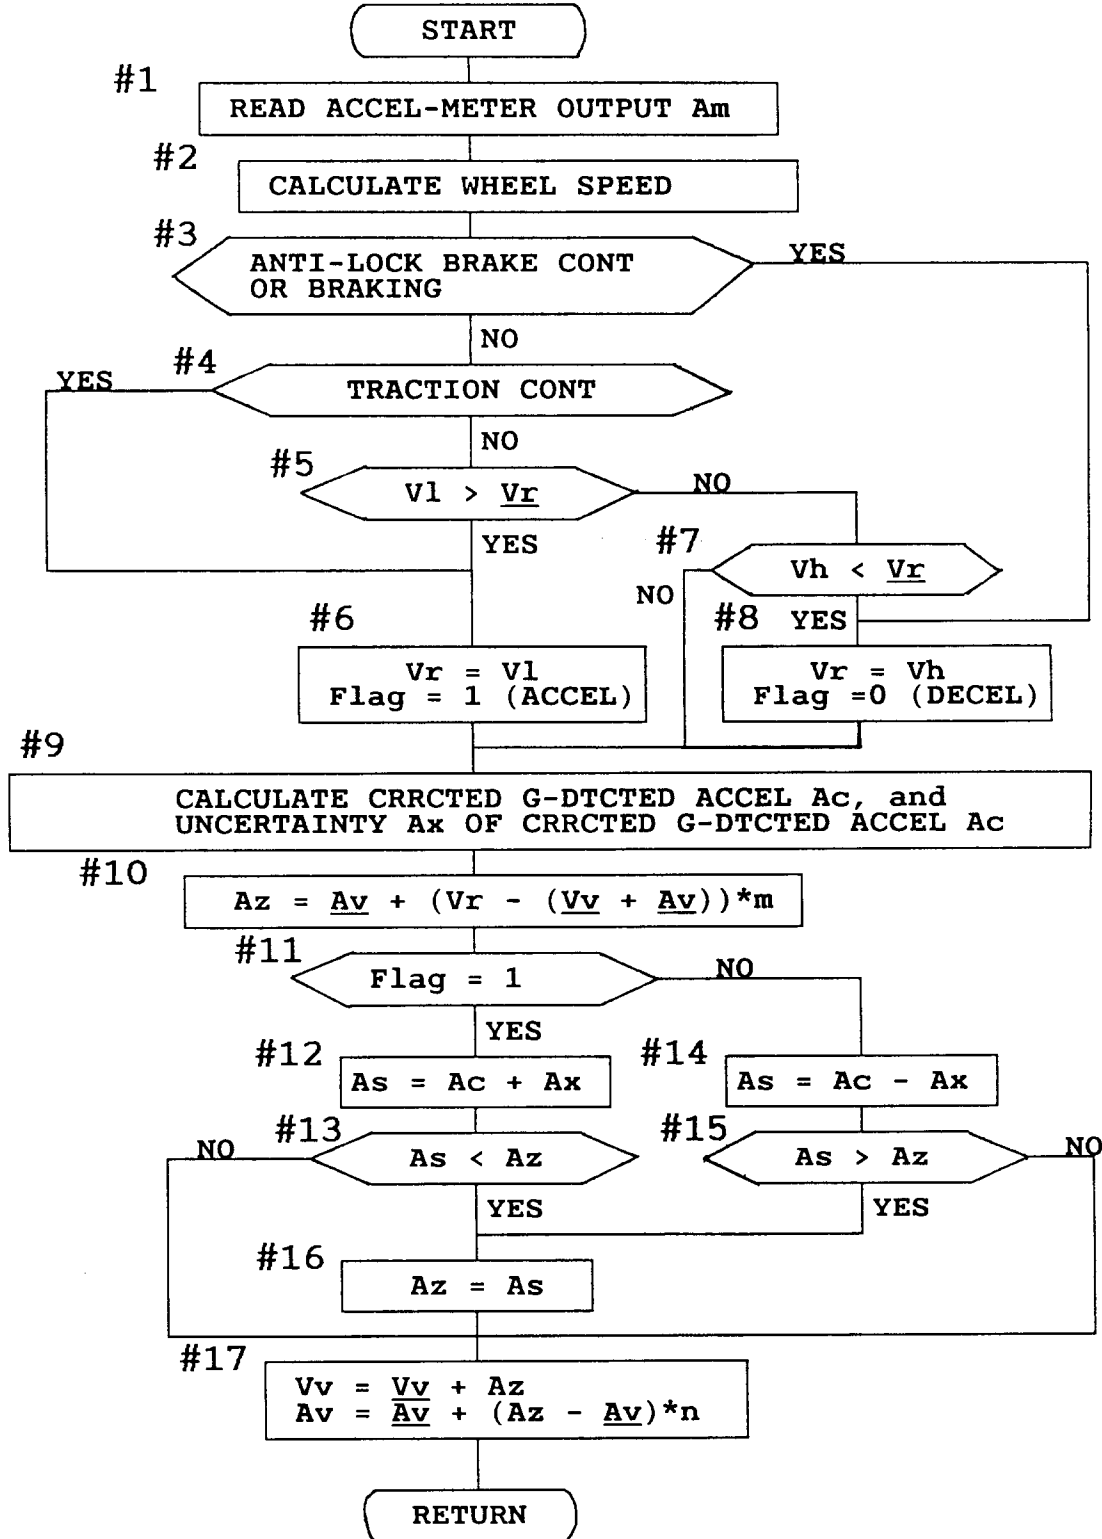 START
#1
READ ACCEL-METER OUTPUT Am
#2
CALCULATE WHEEL SPEED
#3
ANTI-LOCK BRAKE CONT
OR BRAKING
YES
NO
#4
YES
TRACTION CONT
NO
#5
Vl > Vr
NO
YES
#7
Vh < Vr
NO
#6
#8
YES
Vr = Vl
Flag = 1 (ACCEL)
Vr = Vh
Flag =0 (DECEL)
#9
CALCULATE CRRCTED G-DTCTED ACCEL Ac, and
UNCERTAINTY Ax OF CRRCTED G-DTCTED ACCEL Ac
#10
Az = Av + (Vr - (Vv + Av))*m
#11
Flag = 1
NO
YES
#12
As = Ac + Ax
#14
As = Ac - Ax
#13
NO
As < Az
#15
As > Az
NO
YES
YES
#16
Az = As
#17
Vv = Vv + Az
Av = Av + (Az - Av)*n
RETURN